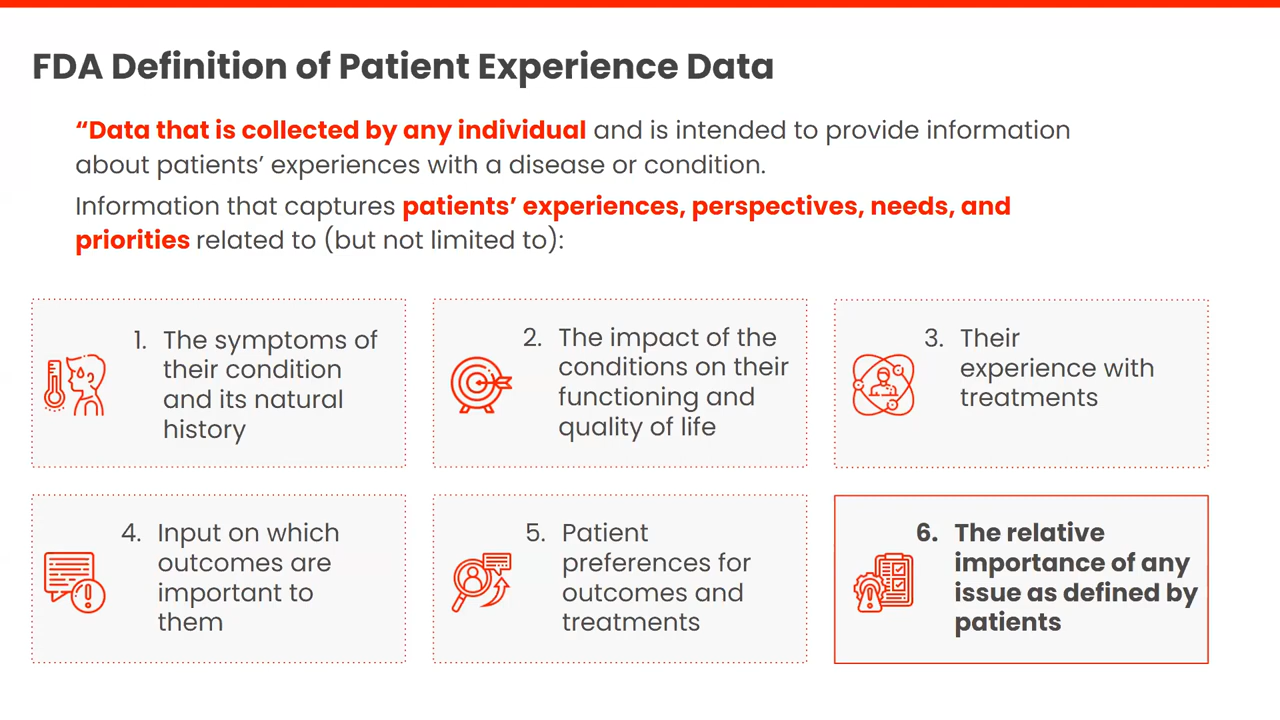 FDA Definition of Patient Experience Data
“Data that is collected by any individual and is intended to provide information
about patients’ experiences with a disease or condition.
Information that captures patients’ experiences, perspectives, needs, and
priorities related to (but not limited to):
1. The symptoms of
their condition
and its natural
history
2. The impact of the
conditions on their
functioning and
quality of life
3. Their
experience with
treatments
4. Input on which
outcomes are
important to
them
5. Patient
preferences for
outcomes and
treatments
6. The relative
importance of any
issue as defined by
patients